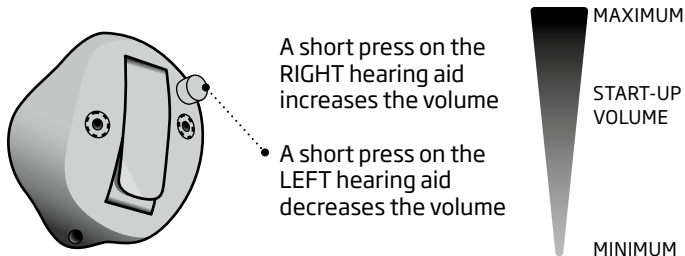 A short press on the
RIGHT hearing aid
increases the volume
A short press on the
LEFT hearing aid
decreases the volume
MAXIMUM
START-UP
VOLUME
MINIMUM